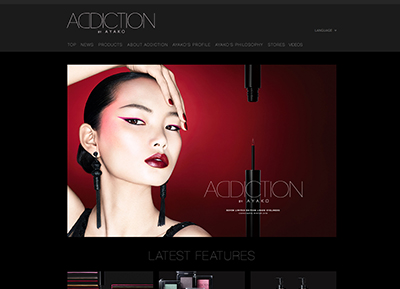 ADDICTION
BY AYAKO
LANGUAGE
TOP NEWS PRODUCTS ABOUT ADDICTION AYAKO'S PROFILE AYAKO'S PHILOSOPHY STORES VIDEOS
ADDICTION
BY AYAKO
LATEST FEATURES